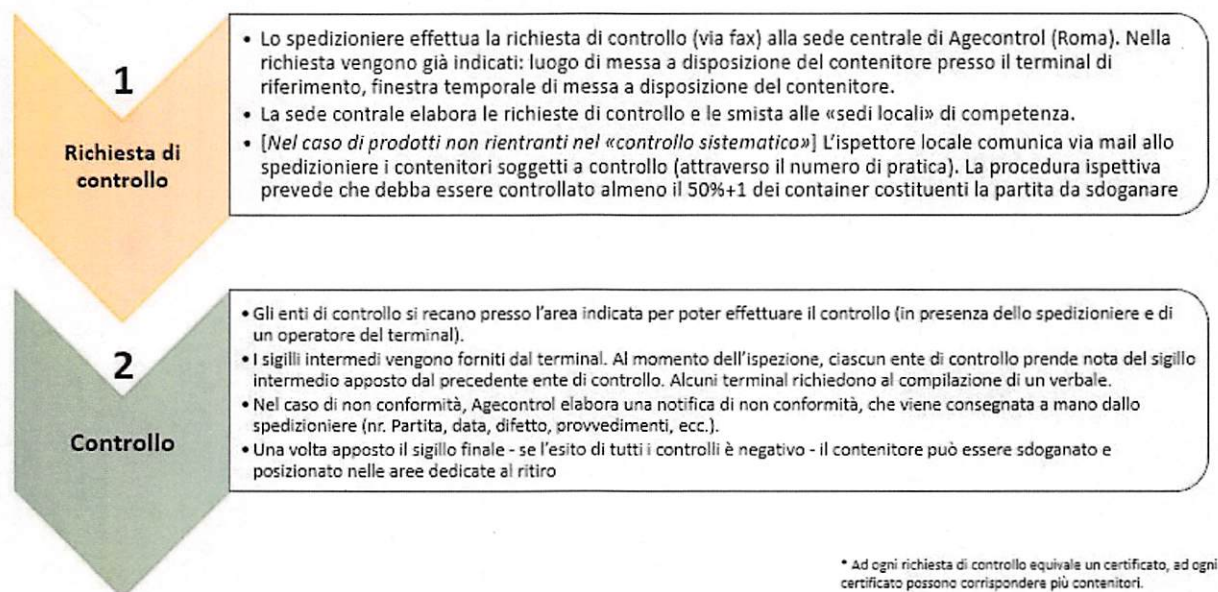 1
Richiesta di
controllo
• Lo spedizioniere effettua la richiesta di controllo (via fax) alla sede centrale di Agecontrol (Roma). Nella
richiesta vengono già indicati: luogo di messa a disposizione del contenitore presso il terminal di
riferimento, finestra temporale di messa a disposizione del contenitore.
• La sede contrale elabora le richieste di controllo e le smista alle «sedi locali» di competenza.
• [Nel caso di prodotti non rientranti nel «controllo sistematico»] L'ispettore locale comunica via mail allo
spedizioniere i contenitori soggetti a controllo (attraverso il numero di pratica). La procedura ispettiva
prevede che debba essere controllato almeno il 50%+1 dei container costituenti la partita da sdoganare
2
Controllo
• Gli enti di controllo si recano presso l'area indicata per poter effettuare il controllo (in presenza dello spedizioniere e di
un operatore del terminal).
• I sigilli intermedi vengono forniti dal terminal. Al momento dell'ispezione, ciascun ente di controllo prende nota del sigillo
intermedio apposto dal precedente ente di controllo. Alcuni terminal richiedono al compilazione di un verbale.
• Nel caso di non conformità, Agecontrol elabora una notifica di non conformità, che viene consegnata a mano dallo
spedizioniere (nr. Partita, data, difetto, provvedimenti, ecc.).
• Una volta apposto il sigillo finale - se l'esito di tutti i controlli è negativo - il contenitore può essere sdoganato e
posizionato nelle aree dedicate al ritiro
* Ad ogni richiesta di controllo equivale un certificato, ad ogni
certificato possono corrispondere più contenitori.